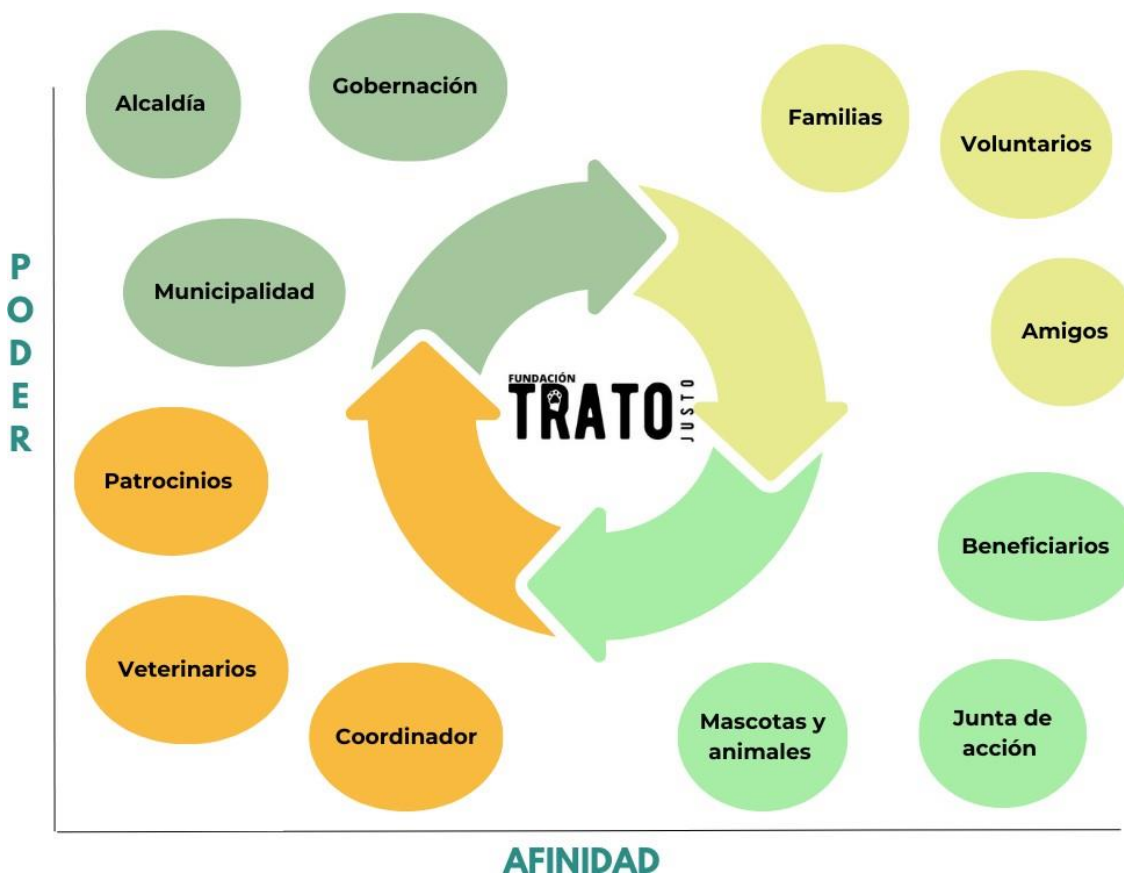 Alcaldía
Gobernación
Familias
Voluntarios
Municipalidad
Amigos
PODER
FUNDACIÓN
TRATO
JUSTO
Patrocinios
Beneficiarios
Veterinarios
Coordinador
Mascotas y
animales
Junta de
acción
AFINIDAD